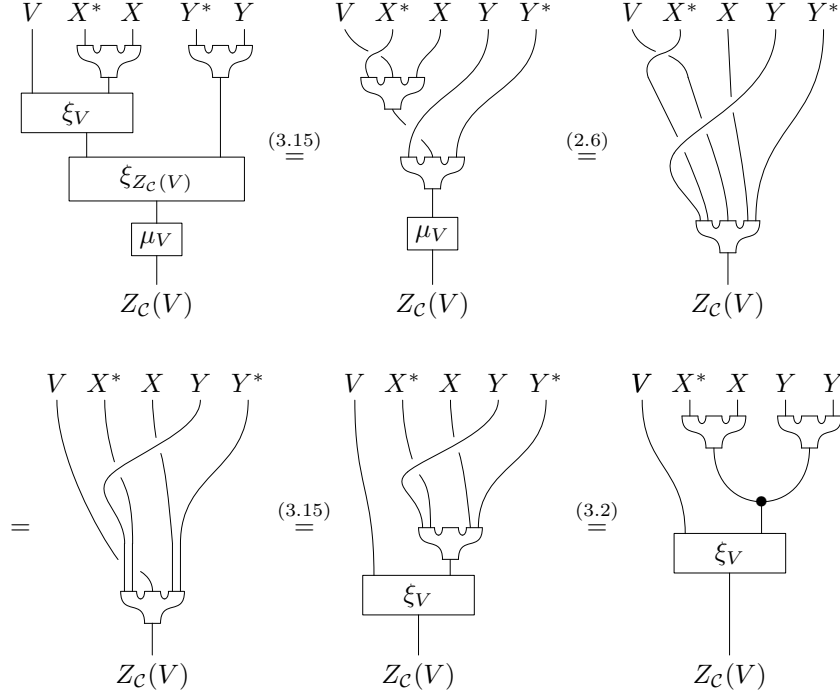 V X* X Y* Y V X* X Y Y* V X* X Y Y*
ξ_V
(3.15) = (2.6) =
ξ_{Z_C(V)}
μ_V μ_V
Z_C(V) Z_C(V) Z_C(V)
V X* X Y Y* V X* X Y Y* V X* X Y Y
= (3.15) = (3.2) =
ξ_V ξ_V
Z_C(V) Z_C(V) Z_C(V)